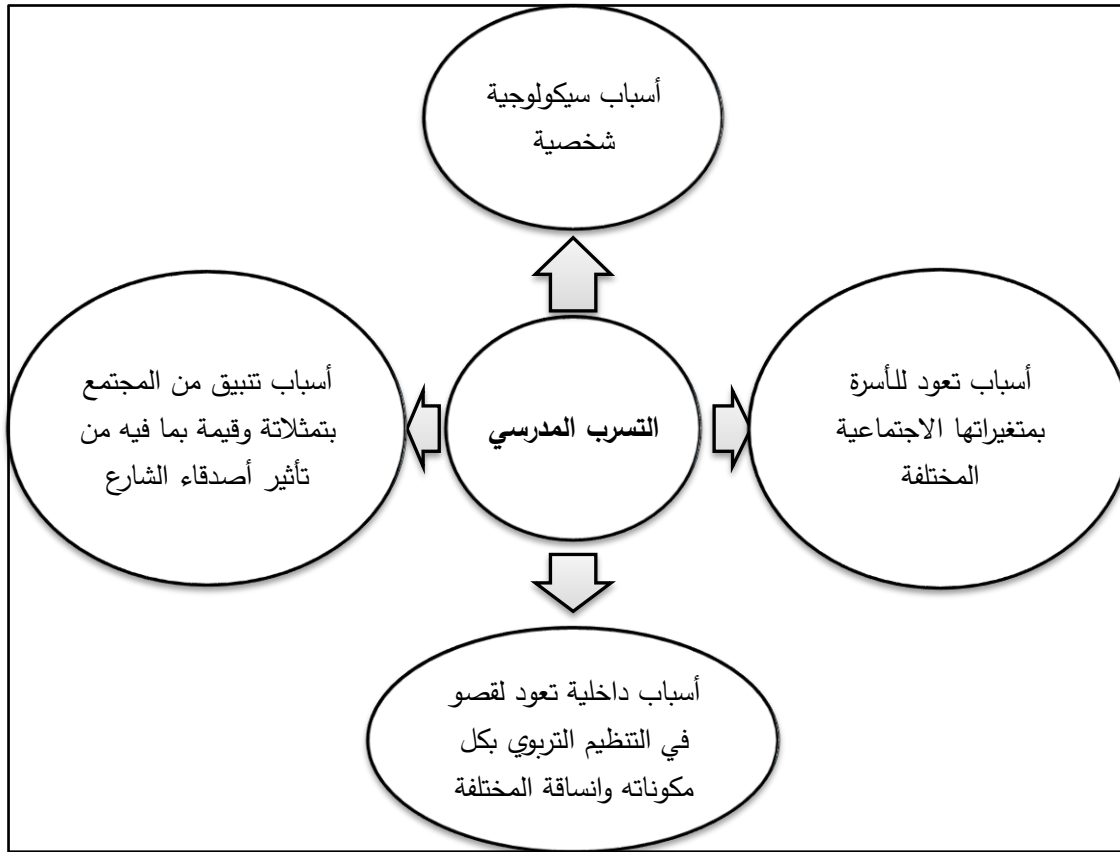 أسباب سيكولوجية
شخصية
أسباب تعود للأسرة
بمتغيراتها الاجتماعية
المختلفة
التسرب المدرسي
أسباب تنبيق من المجتمع
بتمثلاتة وقيمة بما فيه من
تأثير أصدقاء الشارع
أسباب داخلية تعود لقصو
في التنظيم التربوي بكل
مكوناته وانساقة المختلفة